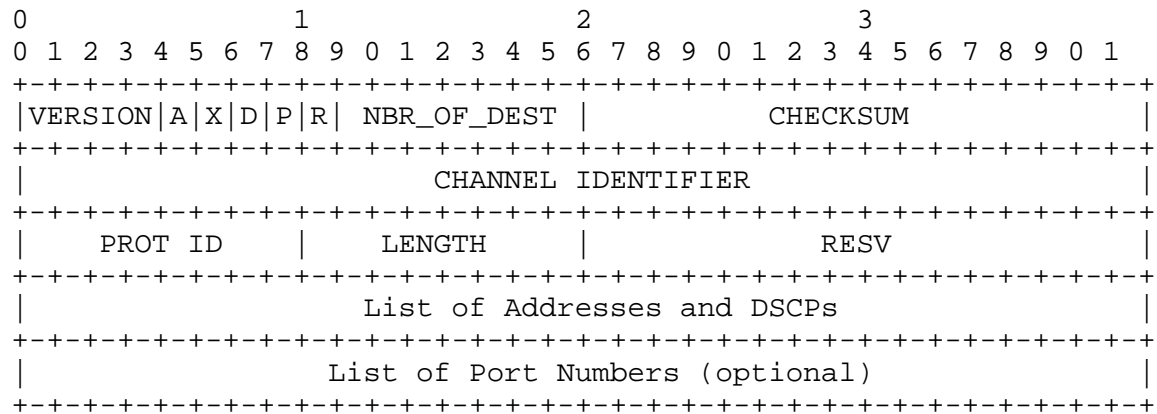 0                   1                   2                   3
0 1 2 3 4 5 6 7 8 9 0 1 2 3 4 5 6 7 8 9 0 1 2 3 4 5 6 7 8 9 0 1
+-+-+-+-+-+-+-+-+-+-+-+-+-+-+-+-+-+-+-+-+-+-+-+-+-+-+-+-+-+-+-+-+
|VERSION|A|X|D|P|R| NBR_OF_DEST |          CHECKSUM             |
+-+-+-+-+-+-+-+-+-+-+-+-+-+-+-+-+-+-+-+-+-+-+-+-+-+-+-+-+-+-+-+-+
|                       CHANNEL IDENTIFIER                      |
+-+-+-+-+-+-+-+-+-+-+-+-+-+-+-+-+-+-+-+-+-+-+-+-+-+-+-+-+-+-+-+-+
|    PROT ID    |    LENGTH     |             RESV              |
+-+-+-+-+-+-+-+-+-+-+-+-+-+-+-+-+-+-+-+-+-+-+-+-+-+-+-+-+-+-+-+-+
|                  List of Addresses and DSCPs                  |
+-+-+-+-+-+-+-+-+-+-+-+-+-+-+-+-+-+-+-+-+-+-+-+-+-+-+-+-+-+-+-+-+
|                List of Port Numbers (optional)                |
+-+-+-+-+-+-+-+-+-+-+-+-+-+-+-+-+-+-+-+-+-+-+-+-+-+-+-+-+-+-+-+-+